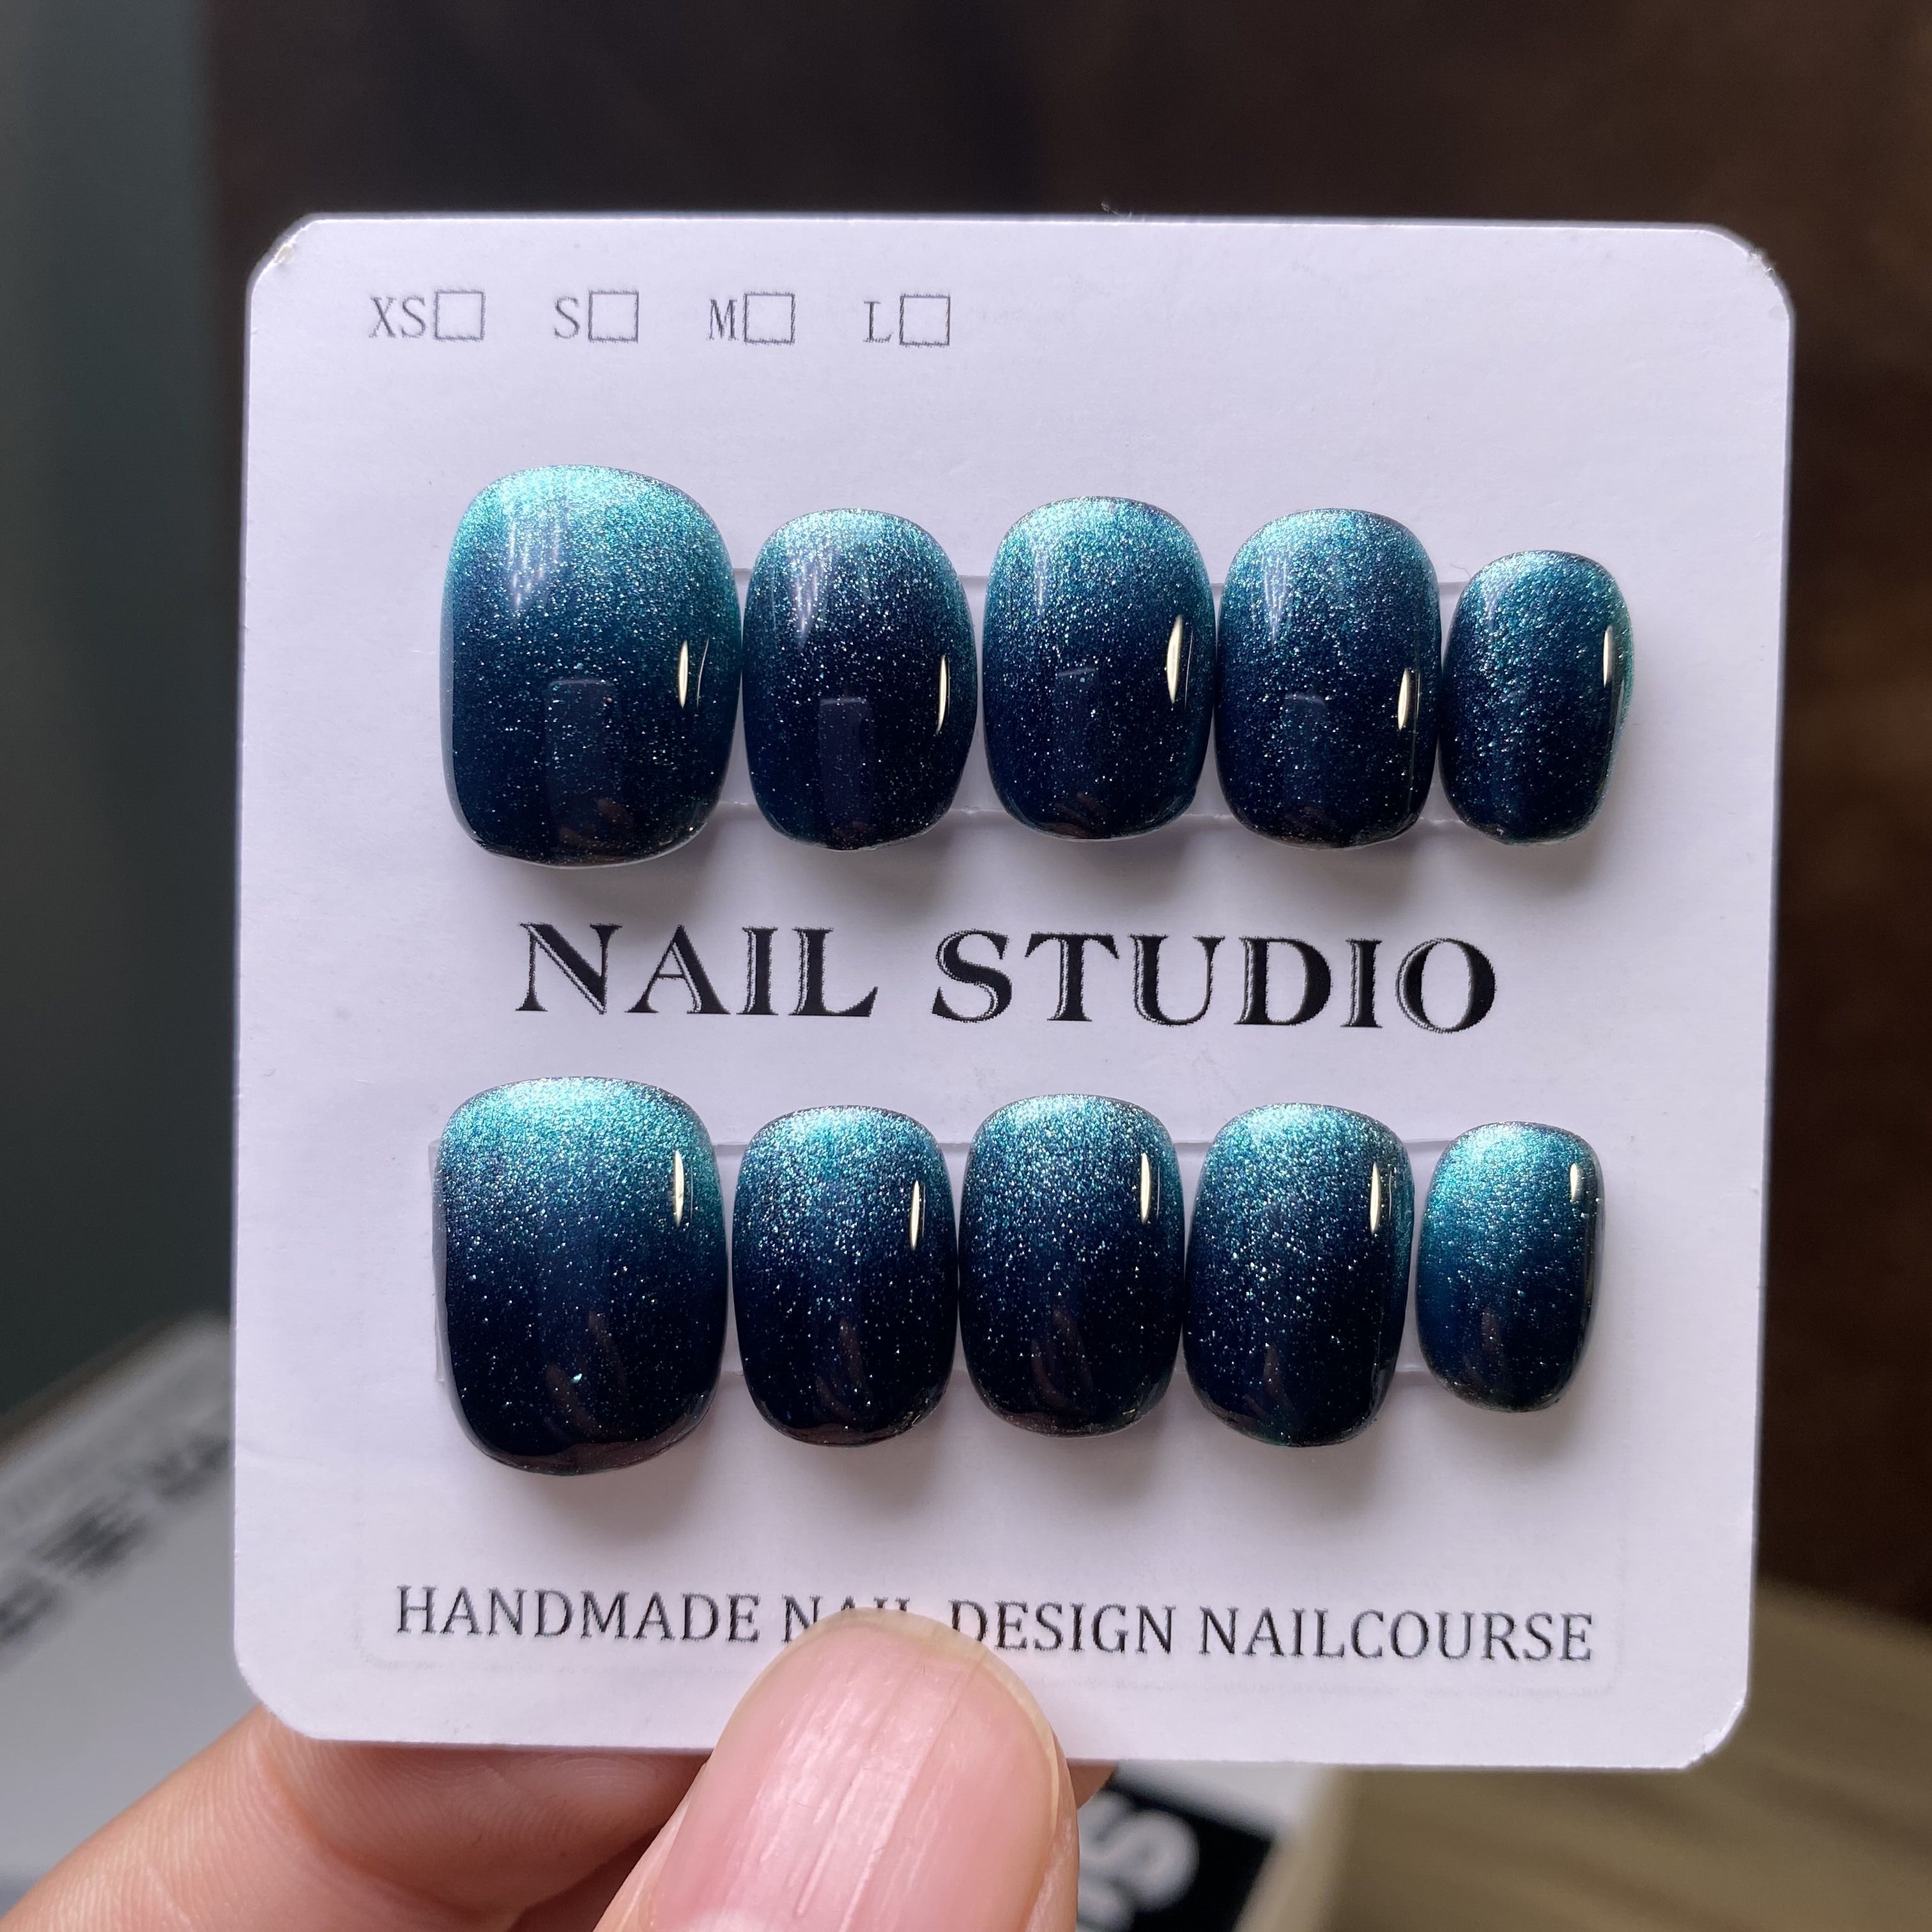 XS□ S□ M□ L□
NAIL STUDIO
HANDMADE NAIL DESIGN NAILCOURSE